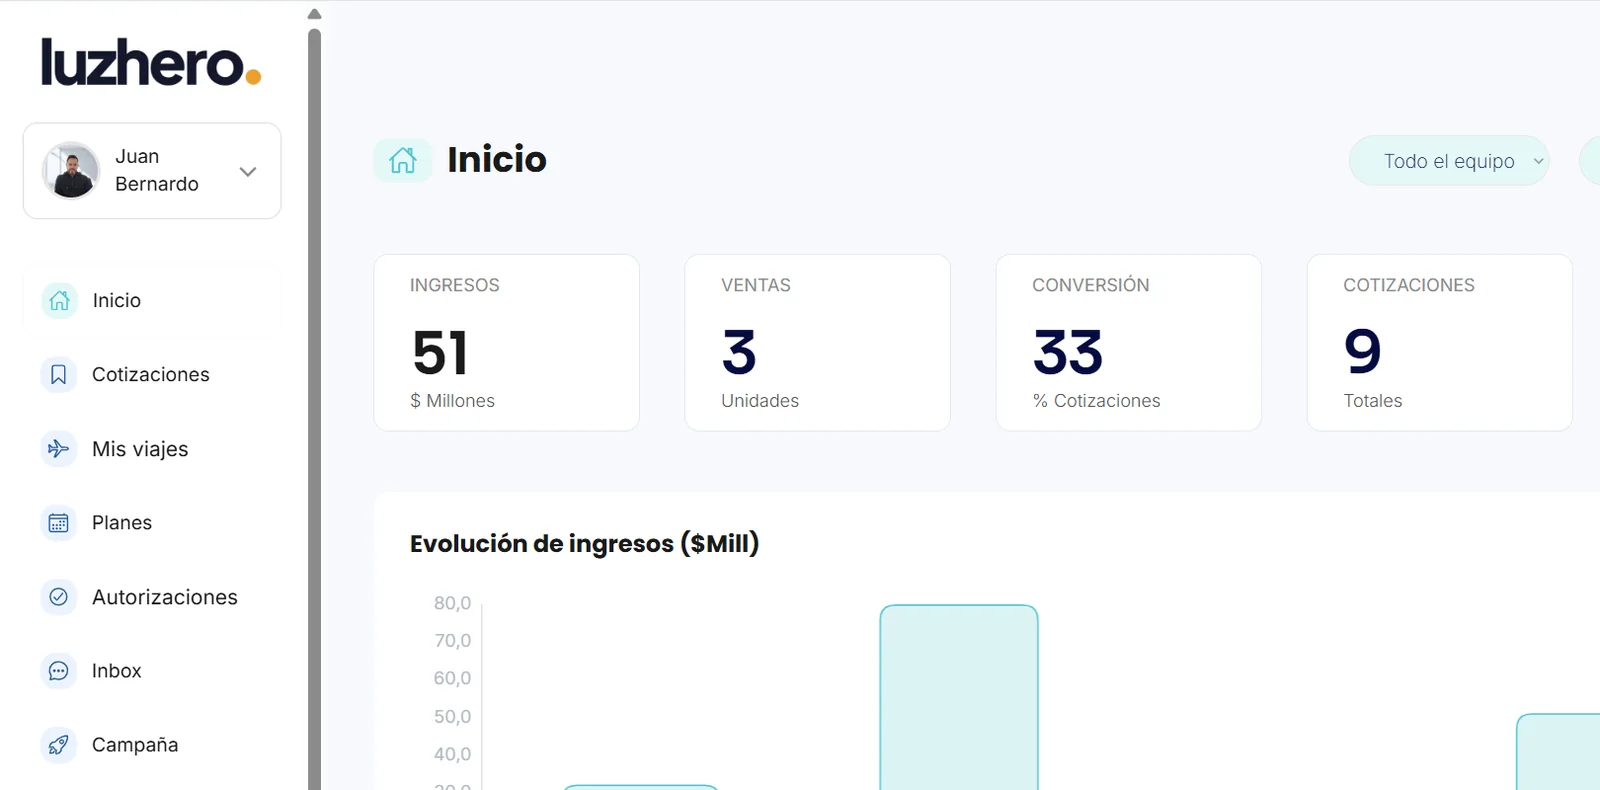 luzhero.
Juan
Bernardo
Inicio
Cotizaciones
Mis viajes
Planes
Autorizaciones
Inbox
Campaña
Inicio
Todo el equipo
INGRESOS
51
$ Millones
VENTAS
3
Unidades
CONVERSIÓN
33
% Cotizaciones
COTIZACIONES
9
Totales
Evolución de ingresos ($Mill)
80,0
70,0
60,0
50,0
40,0